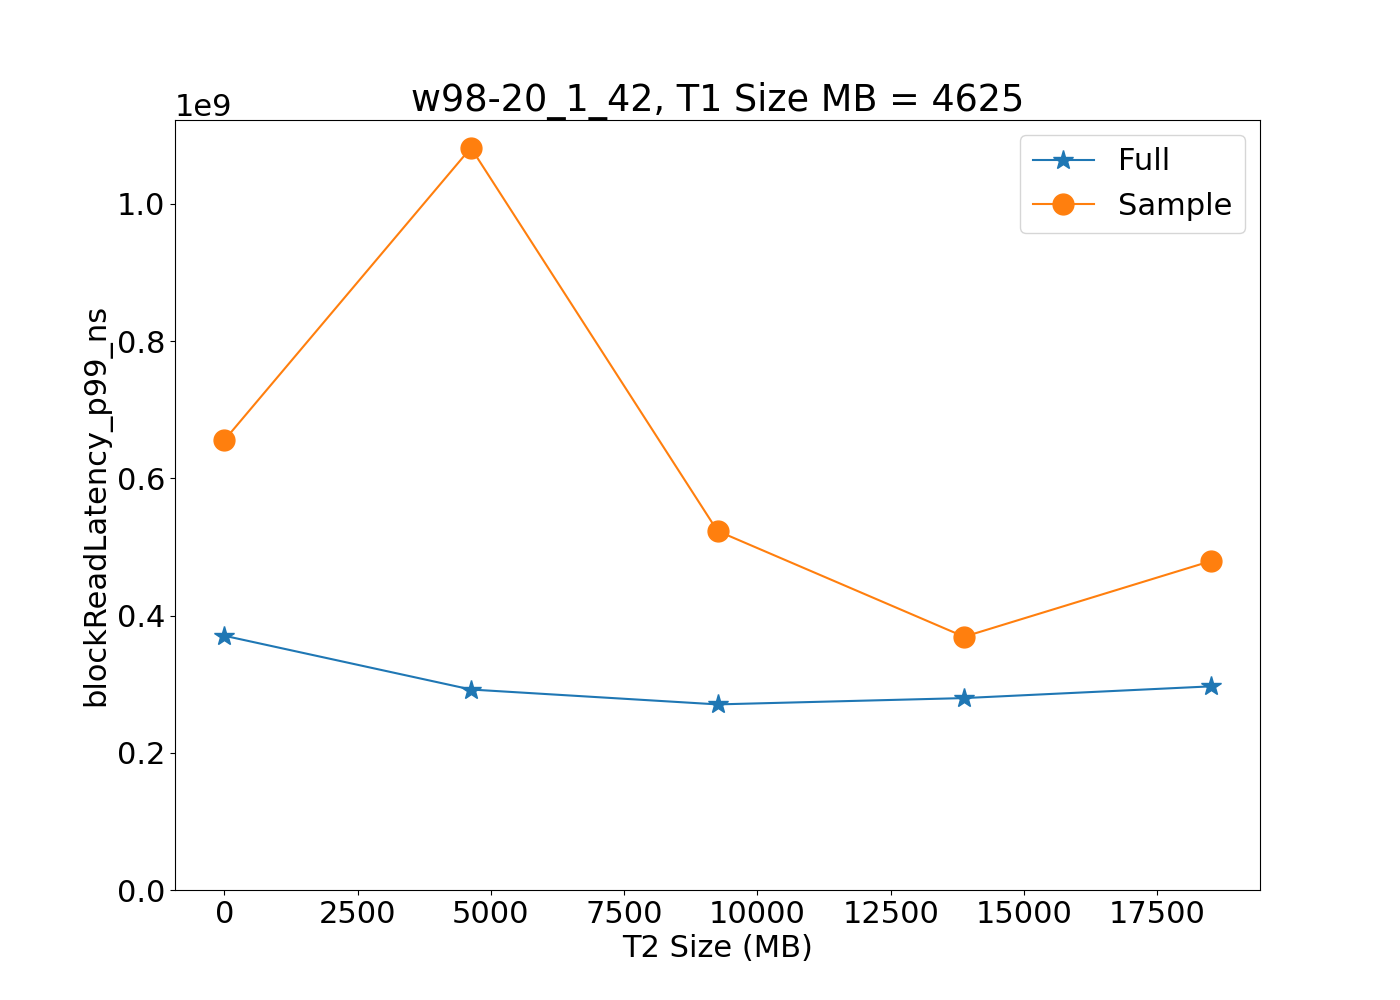 w98-20_1_42, T1 Size MB = 4625
1e9
Full
Sample
1.0
0.8
0.6
0.4
0.2
0.0
blockReadLatency_p99_ns
0 2500 5000 7500 10000 12500 15000 17500
T2 Size (MB)